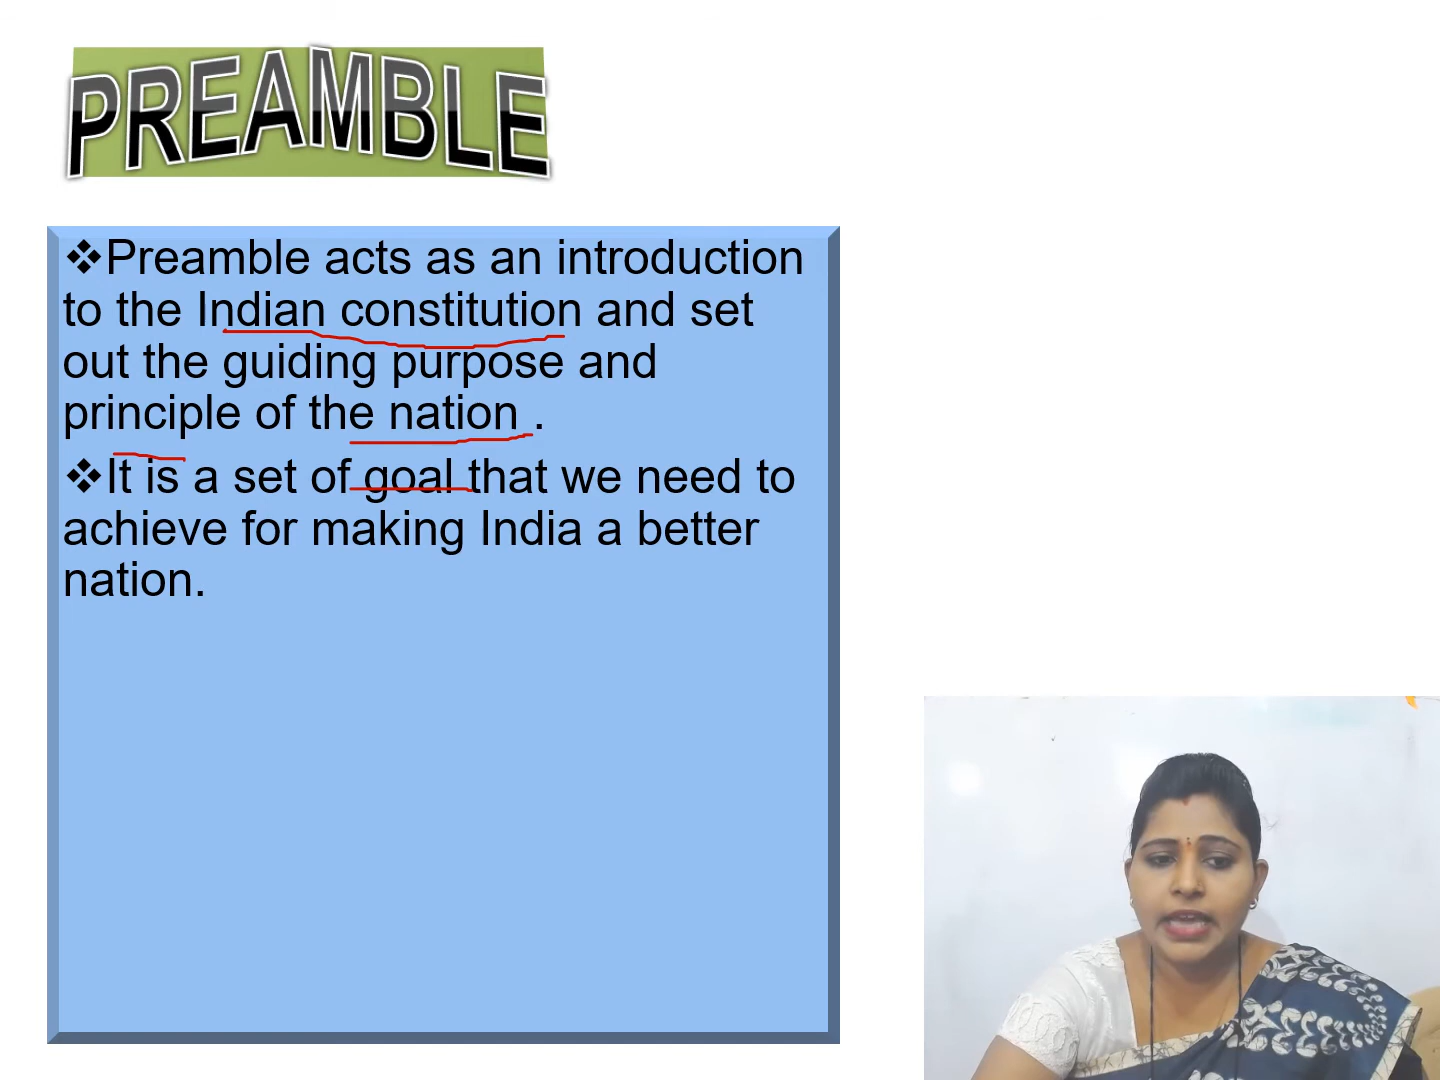 PREAMBLE
❖Preamble acts as an introduction
to the Indian constitution and set
out the guiding purpose and
principle of the nation .
❖It is a set of goal that we need to
achieve for making India a better
nation.